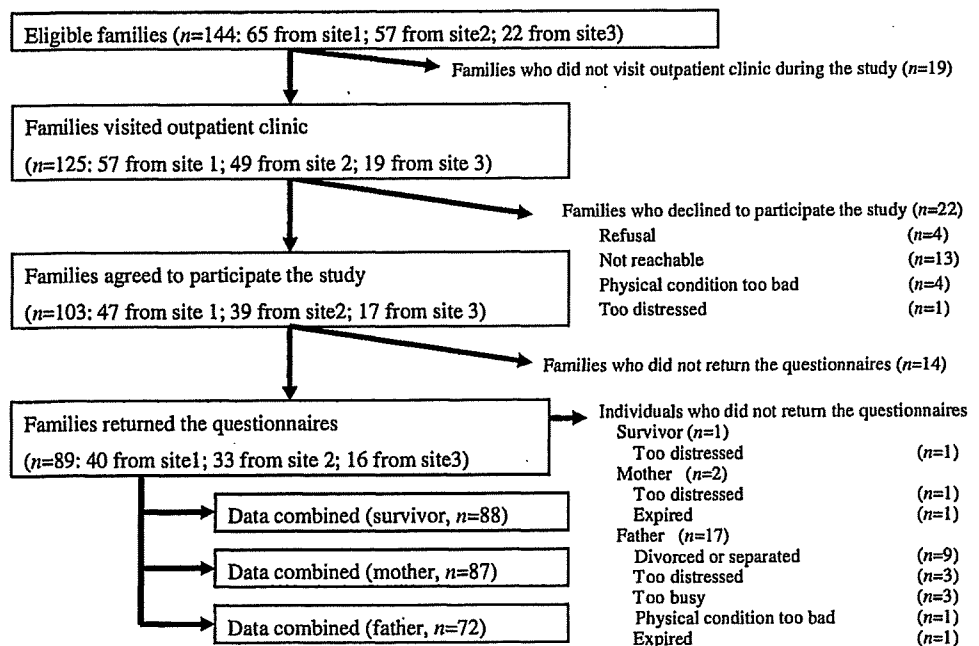 Eligible families (n=144: 65 from site1; 57 from site2; 22 from site3)
Families who did not visit outpatient clinic during the study (n=19)
Families visited outpatient clinic
(n=125: 57 from site 1; 49 from site 2; 19 from site 3)
Families who declined to participate the study (n=22)
Refusal (n=4)
Not reachable (n=13)
Physical condition too bad (n=4)
Too distressed (n=1)
Families agreed to participate the study
(n=103: 47 from site 1; 39 from site2; 17 from site 3)
Families who did not return the questionnaires (n=14)
Families returned the questionnaires
(n=89: 40 from site1; 33 from site 2; 16 from site3)
Individuals who did not return the questionnaires
Survivor (n=1)
Too distressed (n=1)
Mother (n=2)
Too distressed (n=1)
Expired (n=1)
Father (n=17)
Divorced or separated (n=9)
Too distressed (n=3)
Too busy (n=3)
Physical condition too bad (n=1)
Expired (n=1)
Data combined (survivor, n=88)
Data combined (mother, n=87)
Data combined (father, n=72)